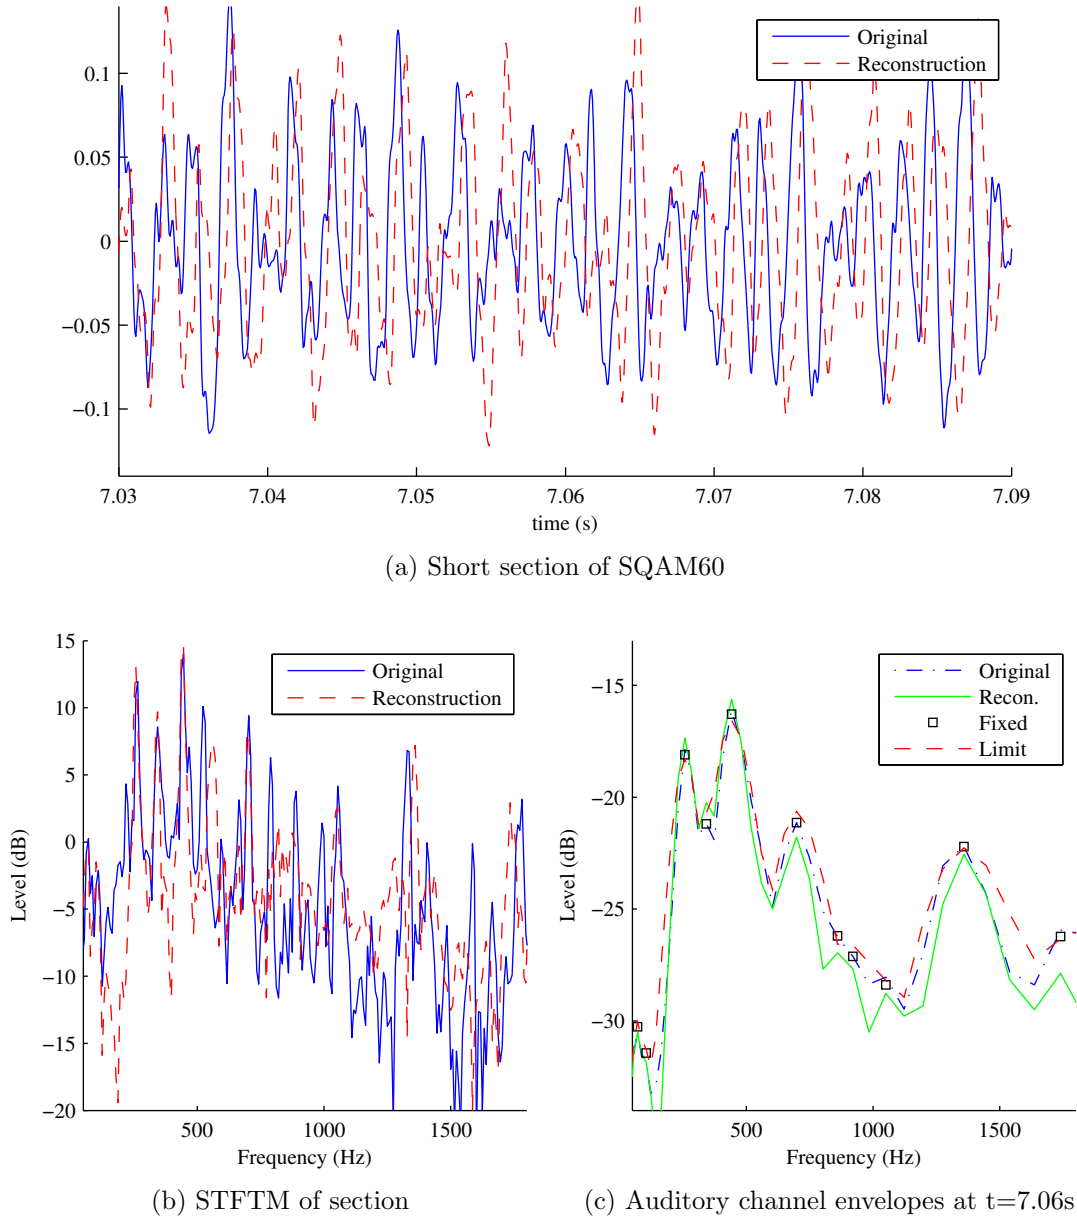 Original
Reconstruction
0.1
0.05
0
−0.05
−0.1
7.03 7.04 7.05 7.06 7.07 7.08 7.09
time (s)
(a) Short section of SQAM60
Original
Reconstruction
15
10
5
0
−5
−10
−15
−20
Level (dB)
500 1000 1500
Frequency (Hz)
(b) STFTM of section
Original
Recon.
Fixed
Limit
−15
−20
−25
−30
Level (dB)
500 1000 1500
Frequency (Hz)
(c) Auditory channel envelopes at t=7.06s